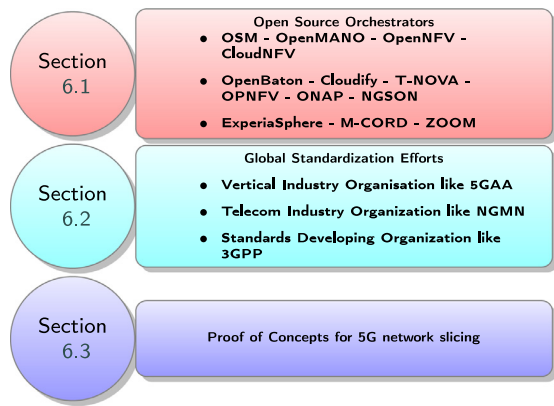 Section
6.1
Open Source Orchestrators
• OSM - OpenMANO - OpenNFV -
CloudNFV
• OpenBaton - Cloudify - T-NOVA -
OPNFV - ONAP - NGSON
• ExperiaSphere - M-CORD - ZOOM
Section
6.2
Global Standardization Efforts
• Vertical Industry Organisation like 5GAA
• Telecom Industry Organization like NGMN
• Standards Developing Organization like
3GPP
Section
6.3
Proof of Concepts for 5G network slicing